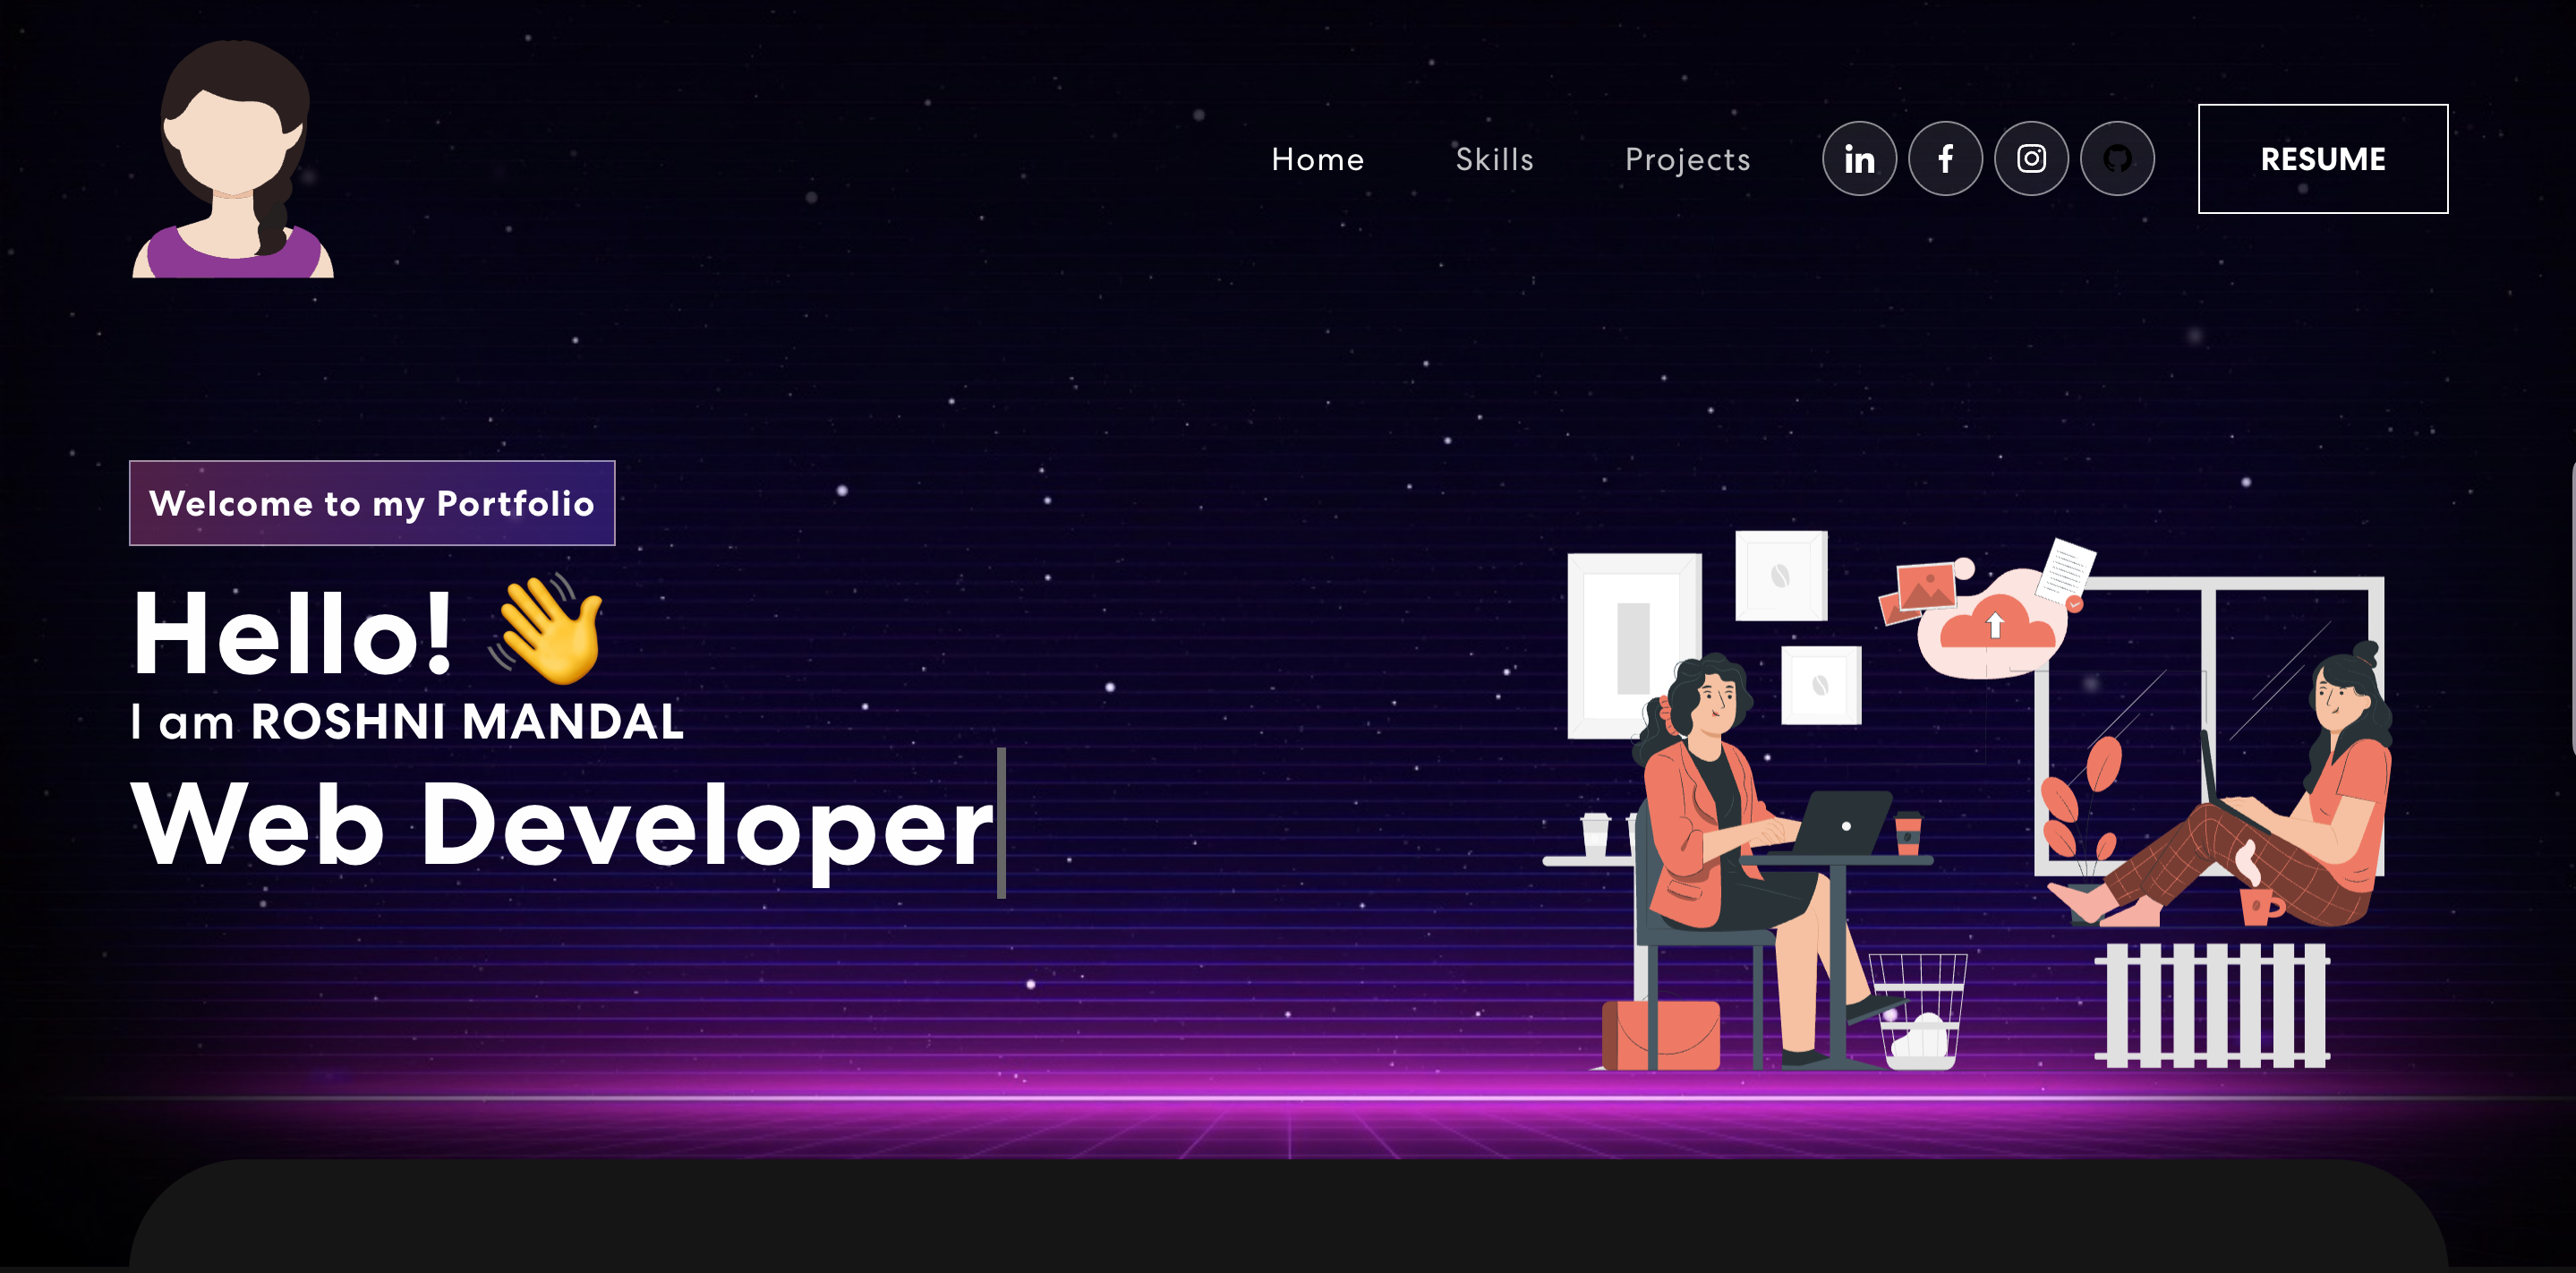 Home Skills Projects in f RESUME
Welcome to my Portfolio
Hello! 👋
I am ROSHNI MANDAL
Web Developer